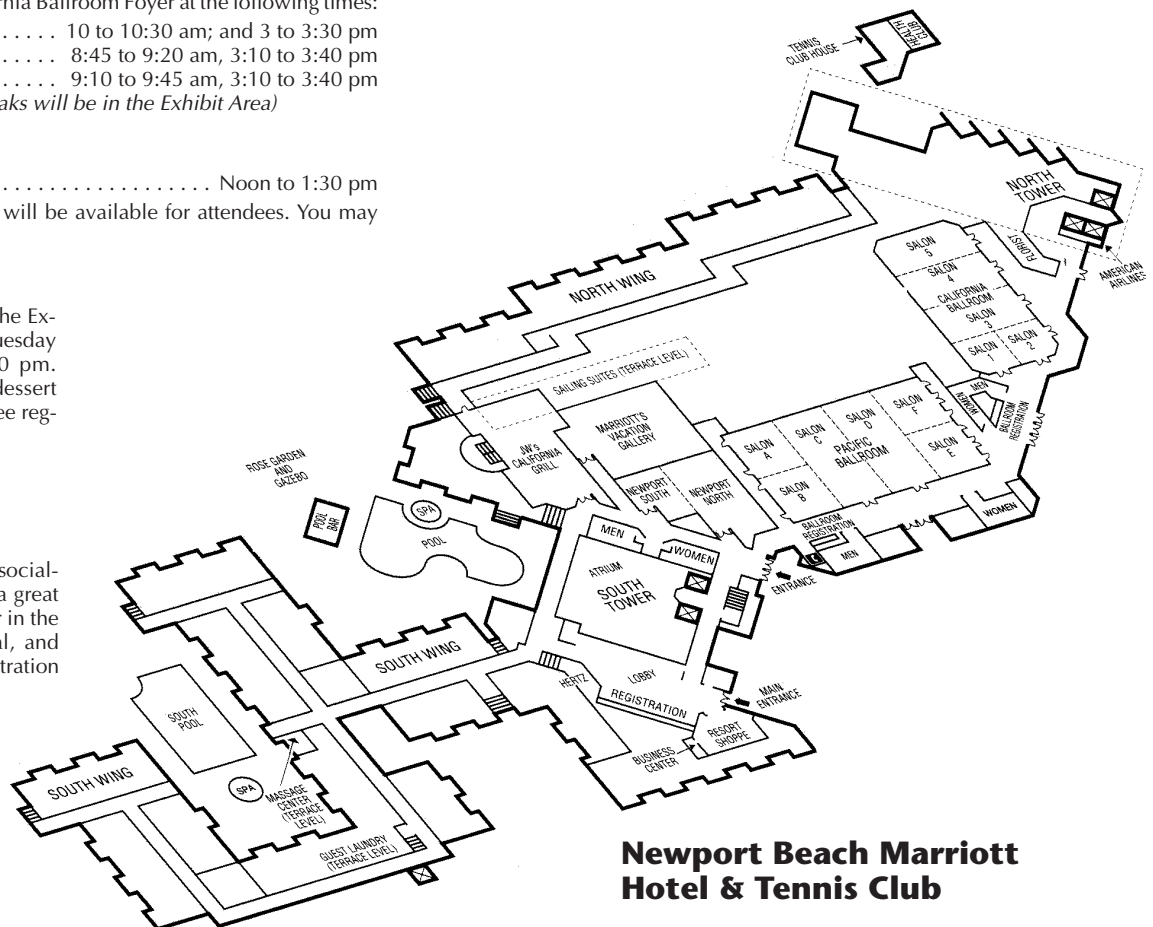 rnia Ballroom Foyer at the following times:
. . . . . 10 to 10:30 am; and 3 to 3:30 pm
. . . . . 8:45 to 9:20 am, 3:10 to 3:40 pm
. . . . . 9:10 to 9:45 am, 3:10 to 3:40 pm
aks will be in the Exhibit Area)
. . . . . . . . . . . . . . . . . . Noon to 1:30 pm
will be available for attendees. You may
he Ex-
uesday
0 pm.
dessert
ee reg-
social-
a great
r in the
al, and
tration
TENNIS
CLUB HOUSE
HEALTH
CLUB
NORTH
TOWER
AMERICAN
AIRLINES
FLORIST
SALON
5
SALON
4
CALIFORNIA
BALLROOM
SALON
3
SALON
1
SALON
2
NORTH WING
SAILING SUITES (TERRACE LEVEL)
MEN
WOMEN
BALLROOM
REGISTRATION
MARRIOTT'S
VACATION
GALLERY
JW's
CALIFORNIA
GRILL
NEWPORT
SOUTH
NEWPORT
NORTH
SALON
A
SALON
B
SALON
C
SALON
D
PACIFIC
BALLROOM
SALON
F
SALON
E
WOMEN
BALLROOM
REGISTRATION
MEN
ENTRANCE
ROSE GARDEN
AND
GAZEBO
POOL
BAR
SPA
POOL
MEN
WOMEN
ATRIUM
SOUTH
TOWER
SOUTH WING
HERTZ
LOBBY
REGISTRATION
MAIN
ENTRANCE
RESORT
SHOPPE
BUSINESS
CENTER
SOUTH
POOL
SPA
MASSAGE
CENTER
(TERRACE
LEVEL)
SOUTH WING
GUEST LAUNDRY
(TERRACE LEVEL)
Newport Beach Marriott
Hotel & Tennis Club